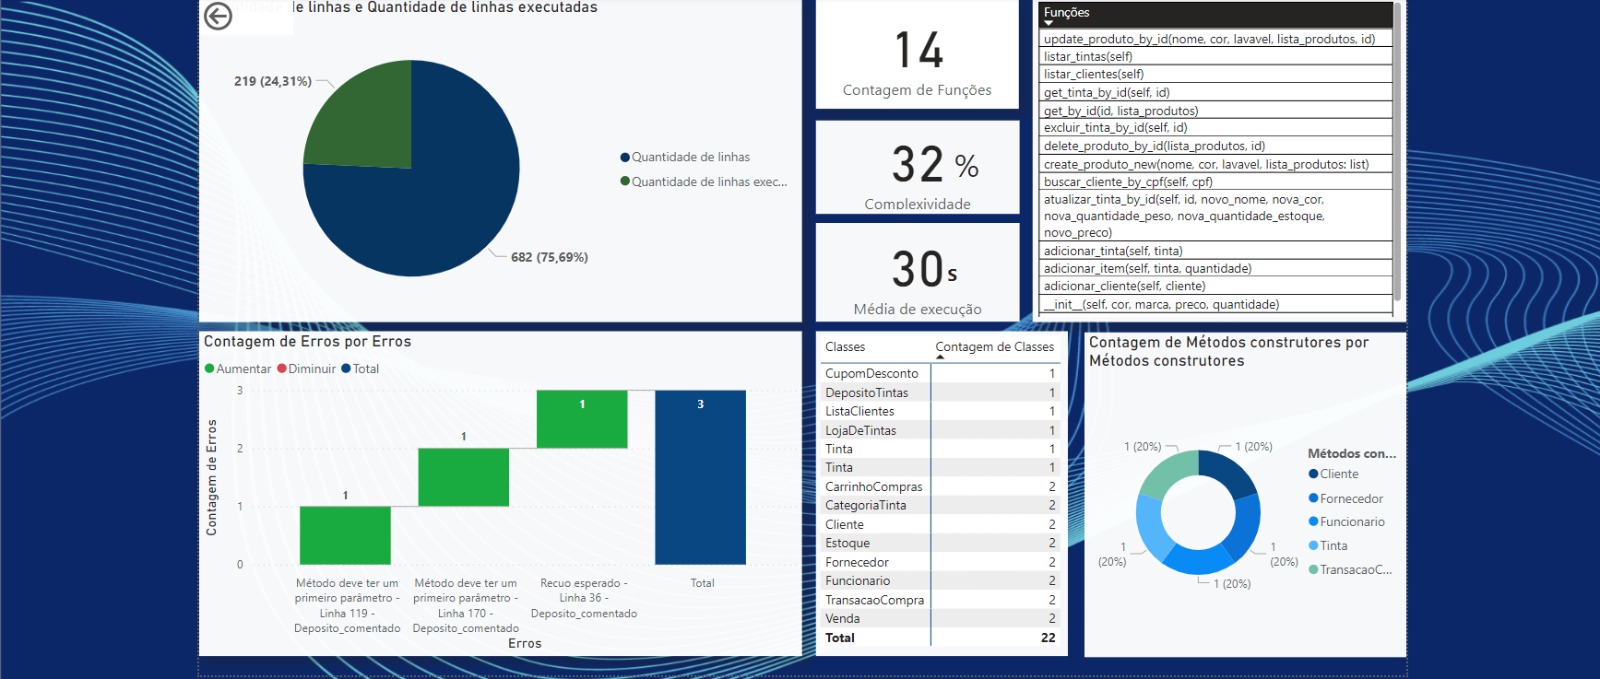 le linhas e Quantidade de linhas executadas
219 (24,31%)
682 (75,69%)
Quantidade de linhas
Quantidade de linhas exec...
14
Contagem de Funções
32 %
Complexividade
30 s
Média de execução
Funções
update_produto_by_id(nome, cor, lavavel, lista_produtos, id)
listar_tintas(self)
listar_clientes(self)
get_tinta_by_id(self, id)
get_by_id(id, lista_produtos)
excluir_tinta_by_id(self, id)
delete_produto_by_id(lista_produtos, id)
create_produto_new(nome, cor, lavavel, lista_produtos: list)
buscar_cliente_by_cpf(self, cpf)
atualizar_tinta_by_id(self, id, novo_nome, nova_cor,
nova_quantidade_peso, nova_quantidade_estoque,
novo_preco)
adicionar_tinta(self, tinta)
adicionar_item(self, tinta, quantidade)
adicionar_cliente(self, cliente)
__init__(self, cor, marca, preco, quantidade)
Contagem de Erros por Erros
Aumentar Diminuir Total
Contagem de Erros
3
2
1
0
1
1
1
3
Método deve ter um
primeiro parâmetro -
Linha 119 -
Deposito_comentado
Método deve ter um
primeiro parâmetro -
Linha 170 -
Deposito_comentado
Recuo esperado -
Linha 36 -
Deposito_comentado
Total
Erros
Classes Contagem de Classes
CupomDesconto 1
DepositoTintas 1
ListaClientes 1
LojaDeTintas 1
Tinta 1
Tinta 1
CarrinhoCompras 2
CategoriaTinta 2
Cliente 2
Estoque 2
Fornecedor 2
Funcionario 2
TransacaoCompra 2
Venda 2
Total 22
Contagem de Métodos construtores por
Métodos construtores
1 (20%)
1 (20%)
1
(20%)
1
(20%)
1 (20%)
Métodos con...
Cliente
Fornecedor
Funcionario
Tinta
TransacaoC...